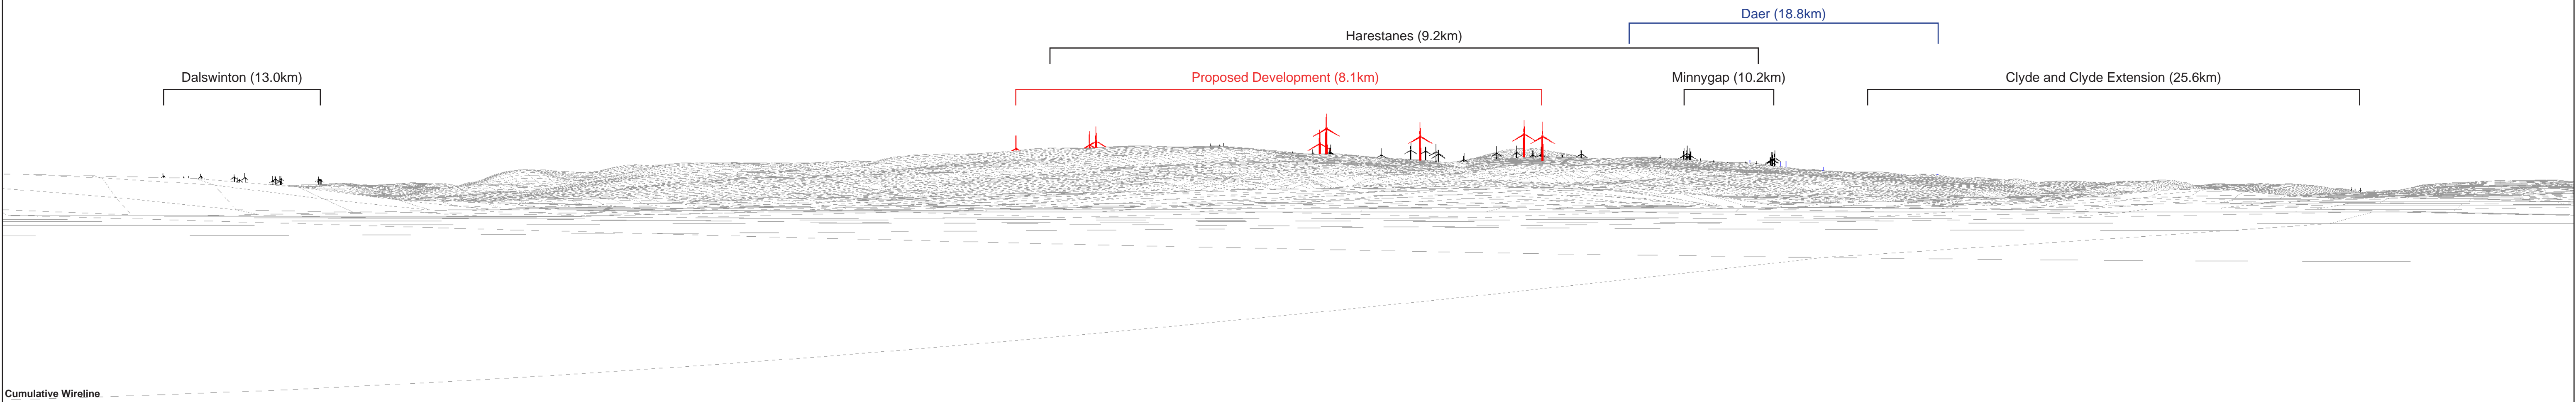 Daer (18.8km)
Harestanes (9.2km)
Dalswinton (13.0km)
Proposed Development (8.1km)
Minnygap (10.2km)
Clyde and Clyde Extension (25.6km)
Cumulative Wireline